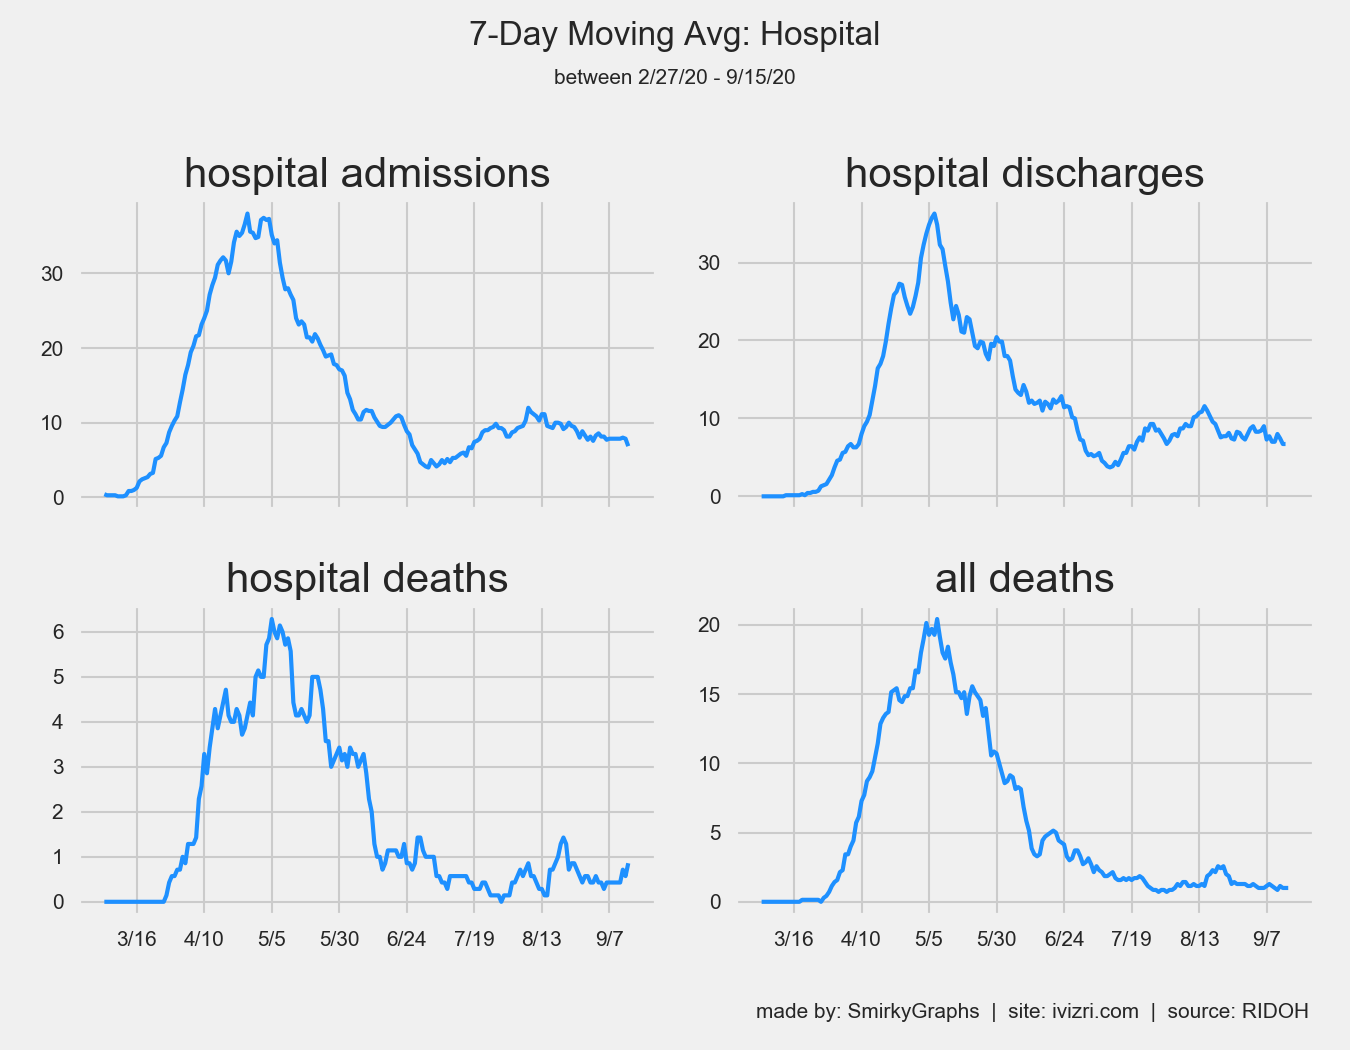 7-Day Moving Avg: Hospital
between 2/27/20 - 9/15/20
hospital admissions
30
20
10
0
hospital discharges
30
20
10
0
hospital deaths
6
5
4
3
2
1
0
3/16 4/10 5/5 5/30 6/24 7/19 8/13 9/7
all deaths
20
15
10
5
0
3/16 4/10 5/5 5/30 6/24 7/19 8/13 9/7
made by: SmirkyGraphs | site: ivizri.com | source: RIDOH